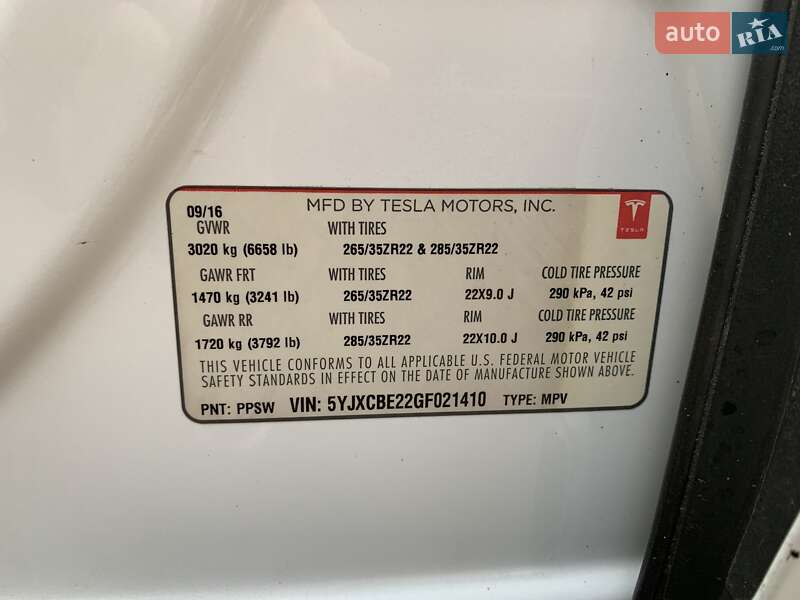 auto RIA.com
09/16 MFD BY TESLA MOTORS, INC.
GVWR WITH TIRES
TESLA
3020 kg (6658 lb) 265/35ZR22 & 285/35ZR22
GAWR FRT WITH TIRES RIM COLD TIRE PRESSURE
1470 kg (3241 lb) 265/35ZR22 22X9.0 J 290 kPa, 42 psi
GAWR RR WITH TIRES RIM COLD TIRE PRESSURE
1720 kg (3792 lb) 285/35ZR22 22X10.0 J 290 kPa, 42 psi
THIS VEHICLE CONFORMS TO ALL APPLICABLE U.S. FEDERAL MOTOR VEHICLE
SAFETY STANDARDS IN EFFECT ON THE DATE OF MANUFACTURE SHOWN ABOVE.
PNT: PPSW VIN: 5YJXCBE22GF021410 TYPE: MPV